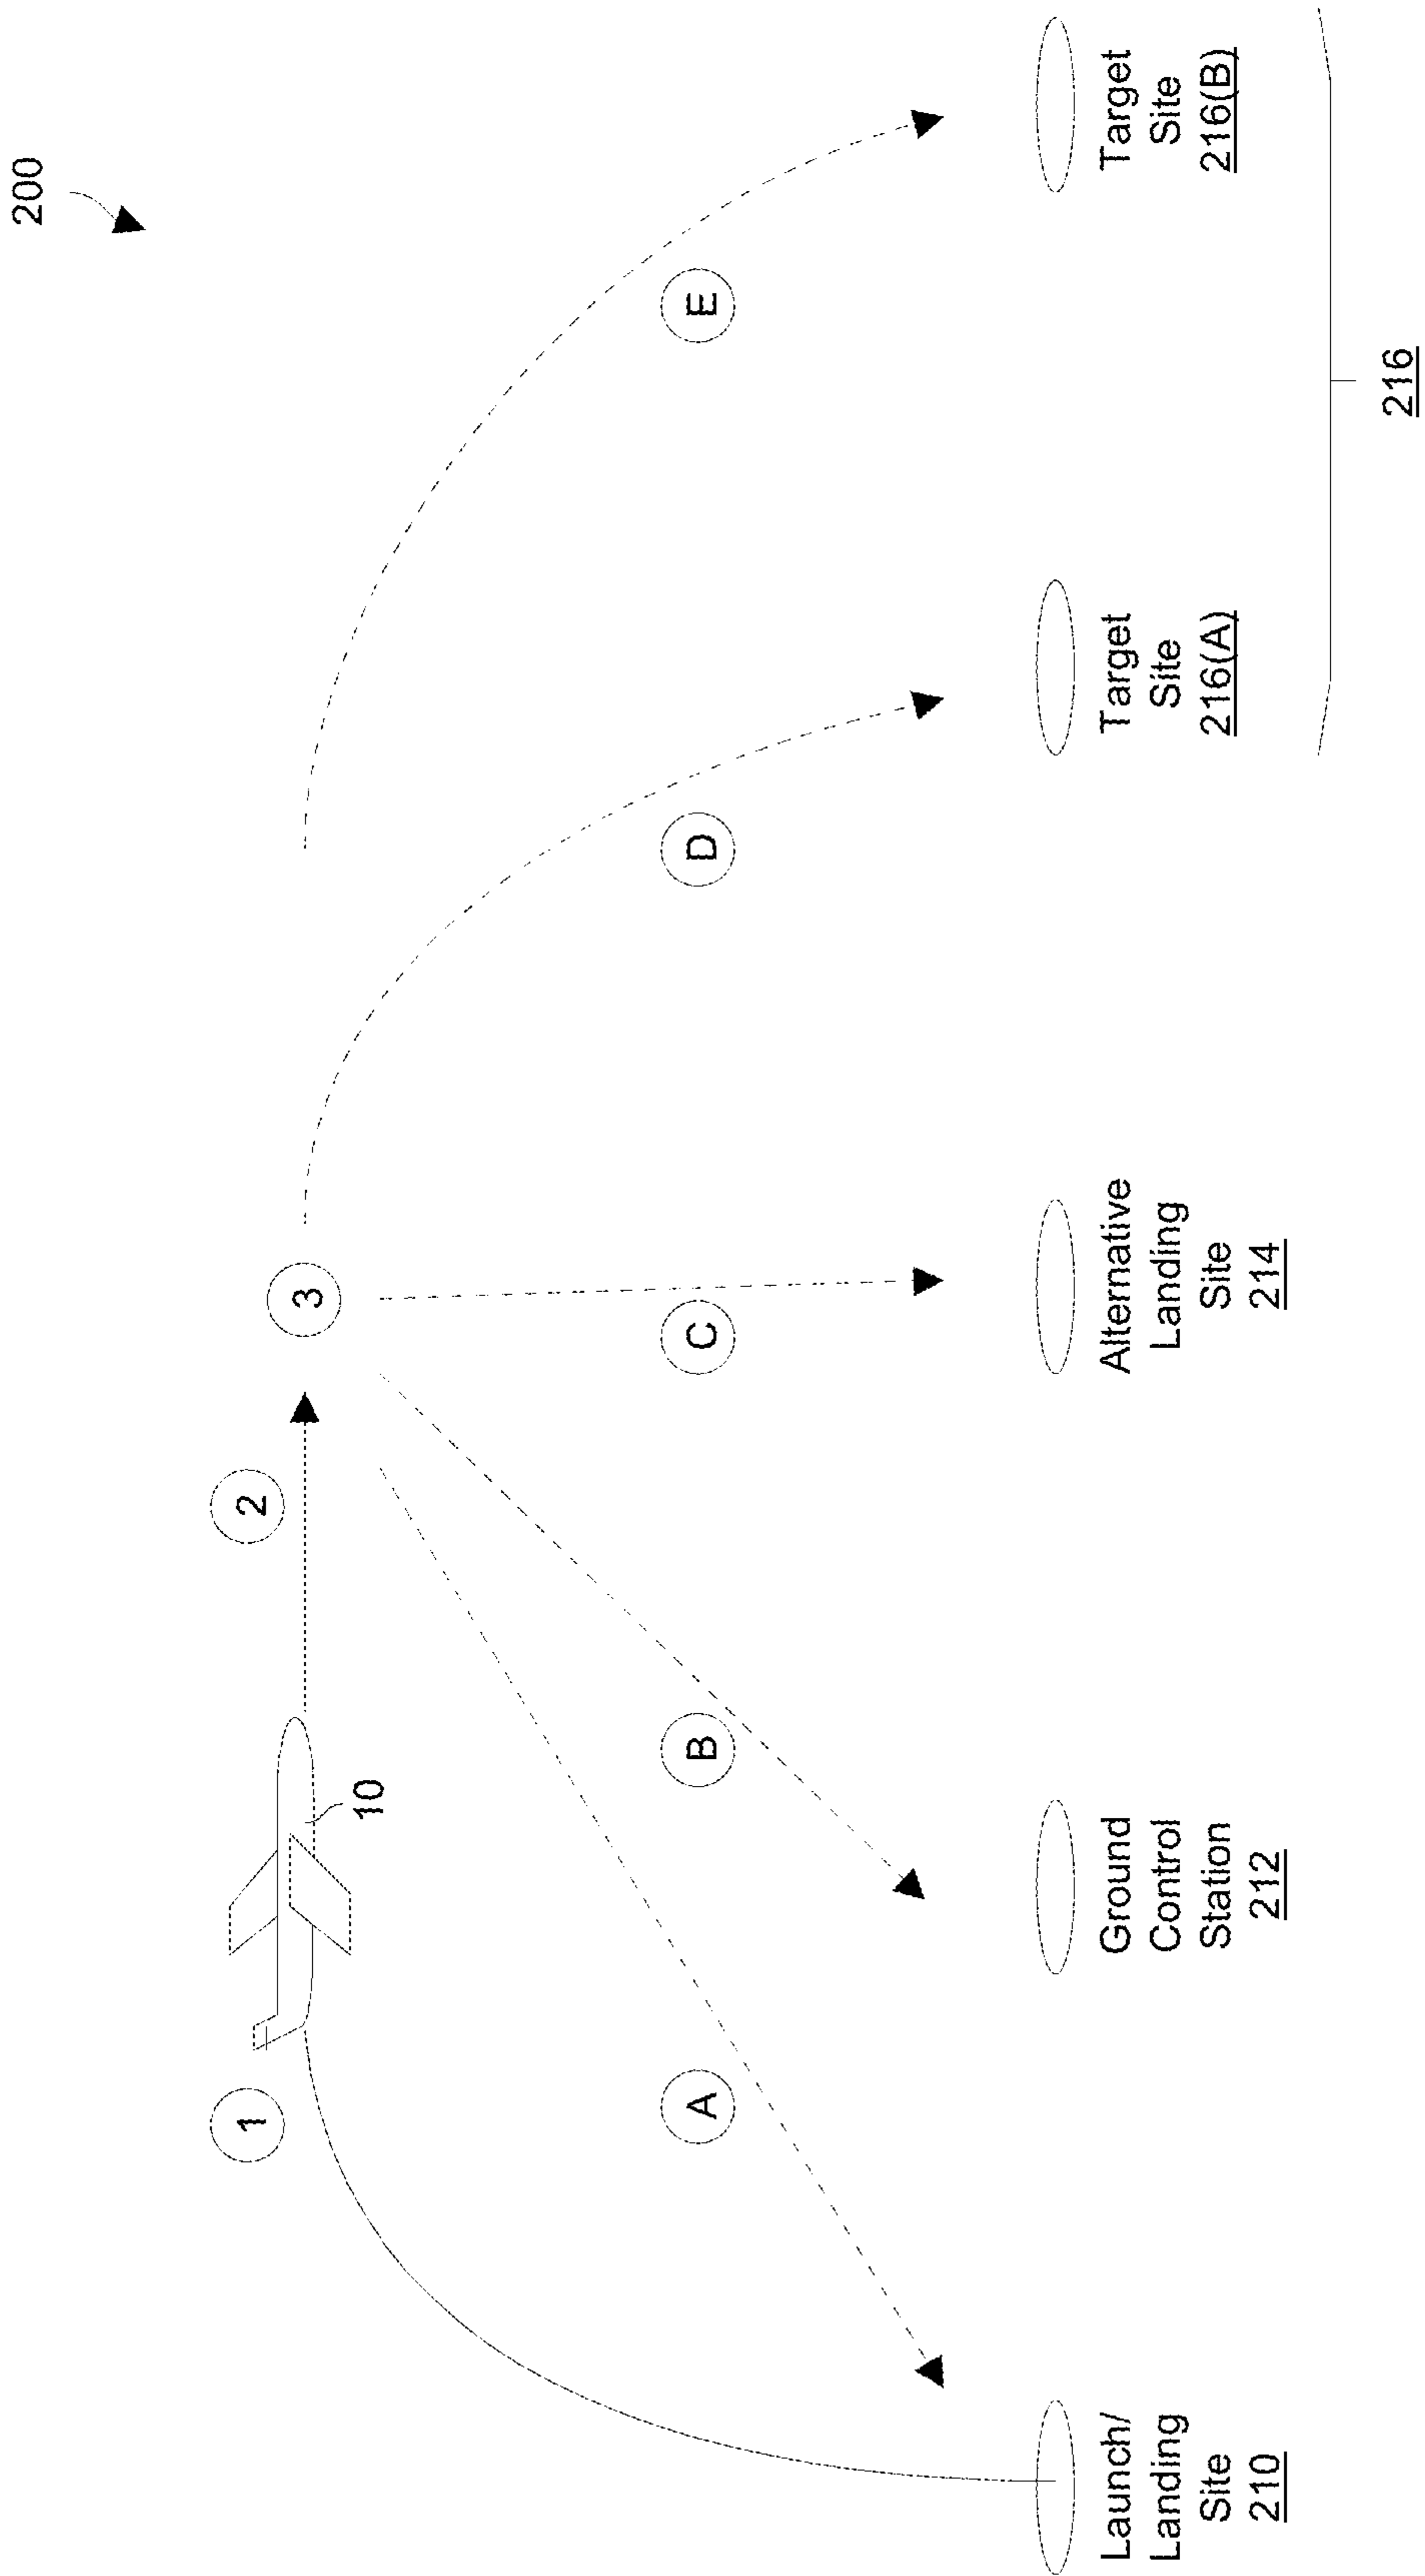 200
1
2
3
10
A
B
C
D
E
Launch/
Landing
Site
210
Ground
Control
Station
212
Alternative
Landing
Site
214
Target
Site
216(A)
Target
Site
216(B)
216